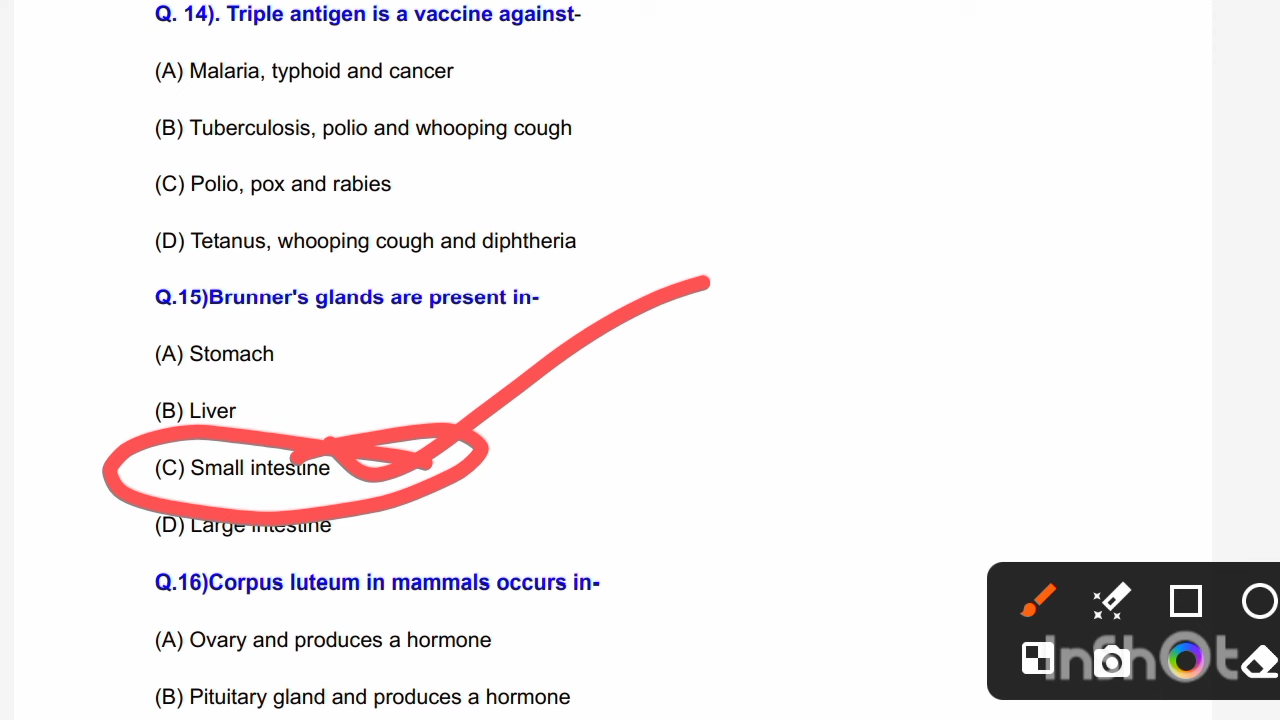 Q. 14). Triple antigen is a vaccine against-
(A) Malaria, typhoid and cancer
(B) Tuberculosis, polio and whooping cough
(C) Polio, pox and rabies
(D) Tetanus, whooping cough and diphtheria
Q.15)Brunner's glands are present in-
(A) Stomach
(B) Liver
(C) Small intestine
(D) Large intestine
Q.16)Corpus luteum in mammals occurs in-
(A) Ovary and produces a hormone
InShOt
(B) Pituitary gland and produces a hormone